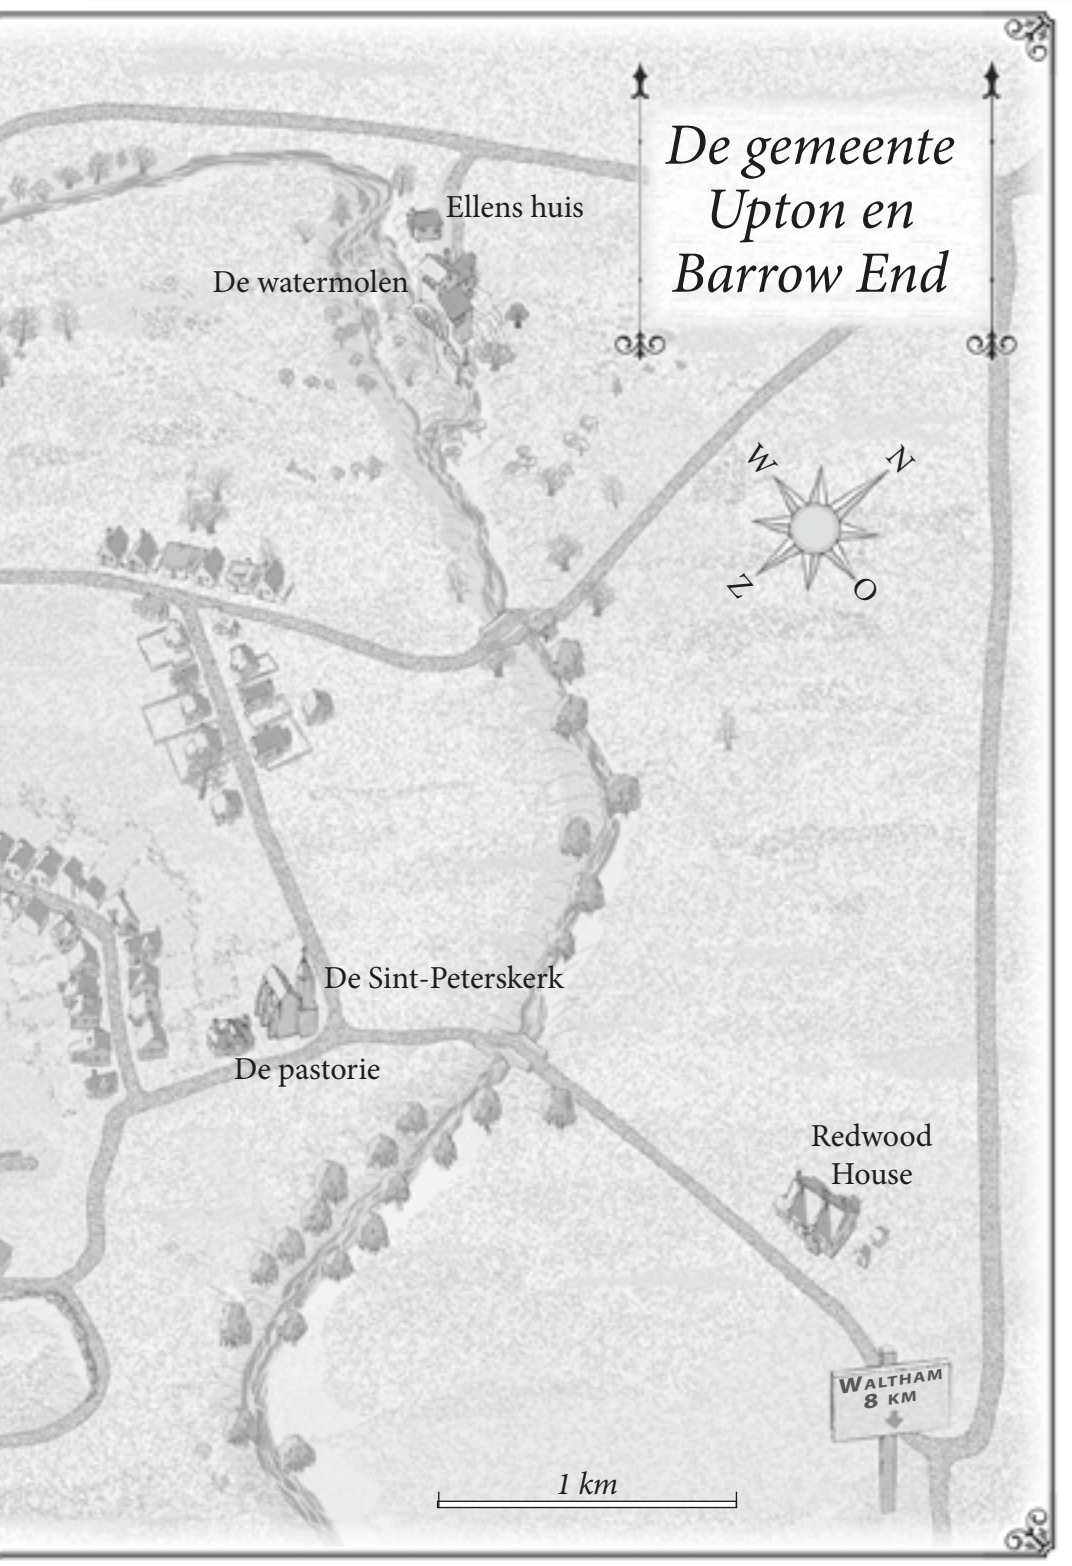 De gemeente
Upton en
Barrow End
Ellens huis
De watermolen
W
N
Z
O
De Sint-Peterskerk
De pastorie
Redwood
House
WALTHAM
8 KM
1 km